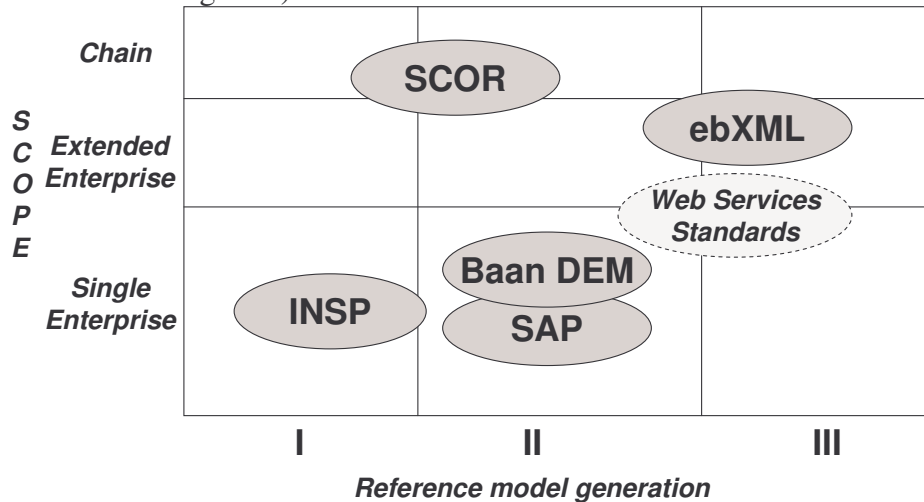 Chain
SCOR
S
C
O
P
E
Extended
Enterprise
ebXML
Web Services
Standards
Single
Enterprise
INSP
Baan DEM
SAP
I
II
III
Reference model generation